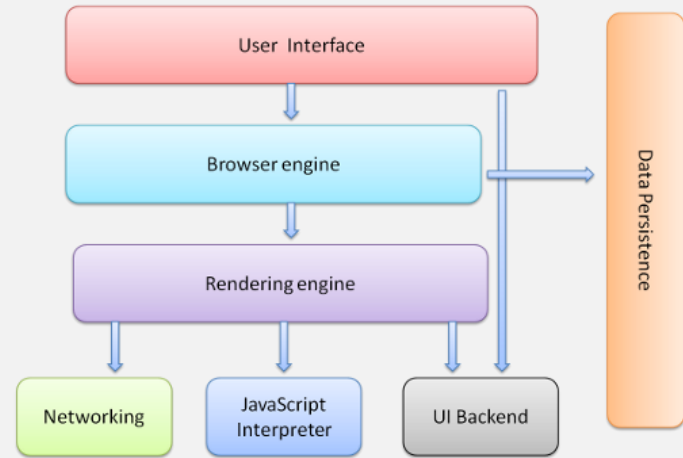 User Interface
Browser engine
Rendering engine
Data Persistence
Networking
JavaScript
Interpreter
UI Backend